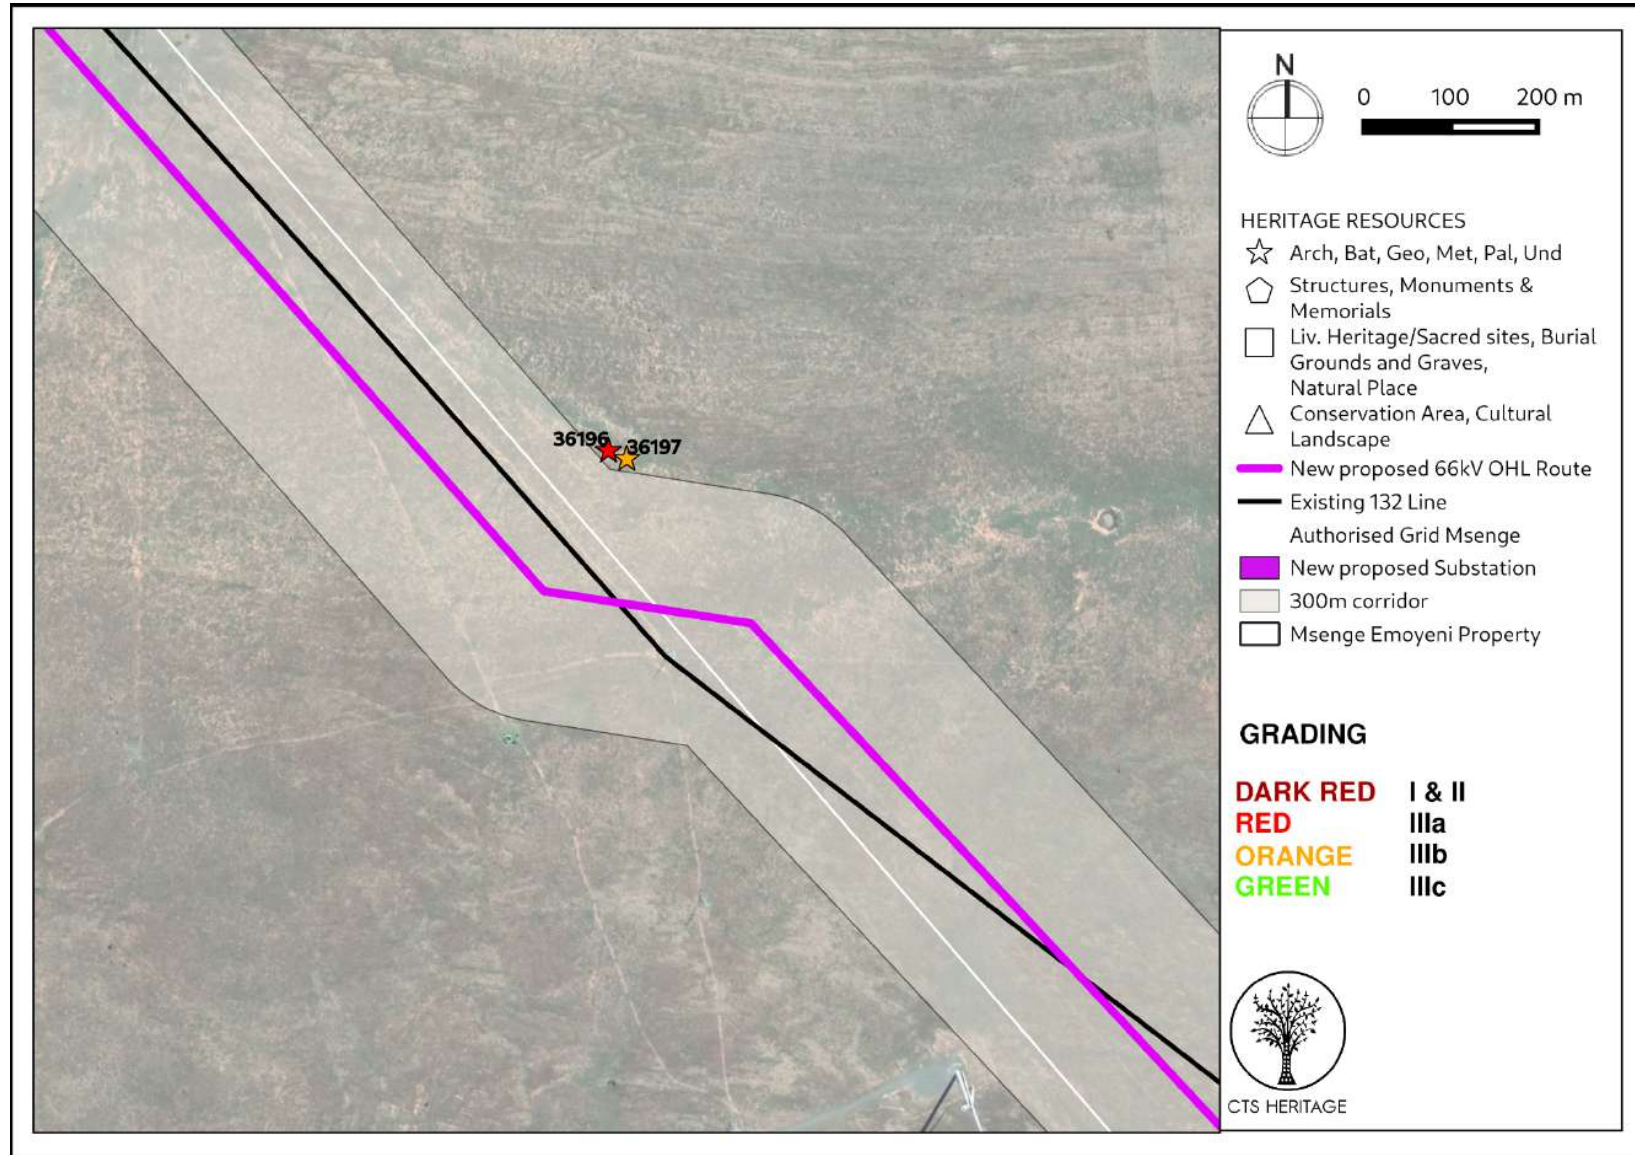 36196
36197
N
0 100 200 m
HERITAGE RESOURCES
Arch, Bat, Geo, Met, Pal, Und
Structures, Monuments &
Memorials
Liv. Heritage/Sacred sites, Burial
Grounds and Graves,
Natural Place
Conservation Area, Cultural
Landscape
New proposed 66kV OHL Route
Existing 132 Line
Authorised Grid Msenge
New proposed Substation
300m corridor
Msenge Emoyeni Property
GRADING
DARK RED I & II
RED IIIa
ORANGE IIIb
GREEN IIIc
CTS HERITAGE